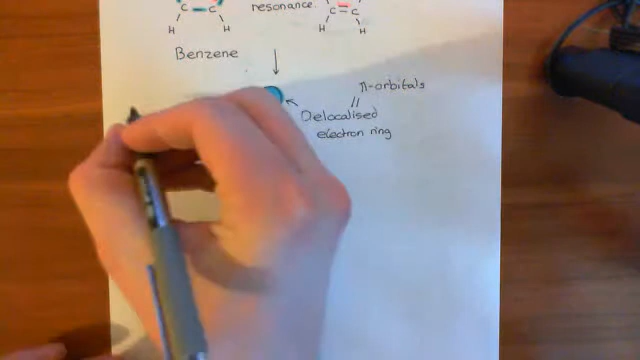 C - C
resonance.
C = C
H H
H H
Benzene
π-orbitals
Delocalised
electron ring